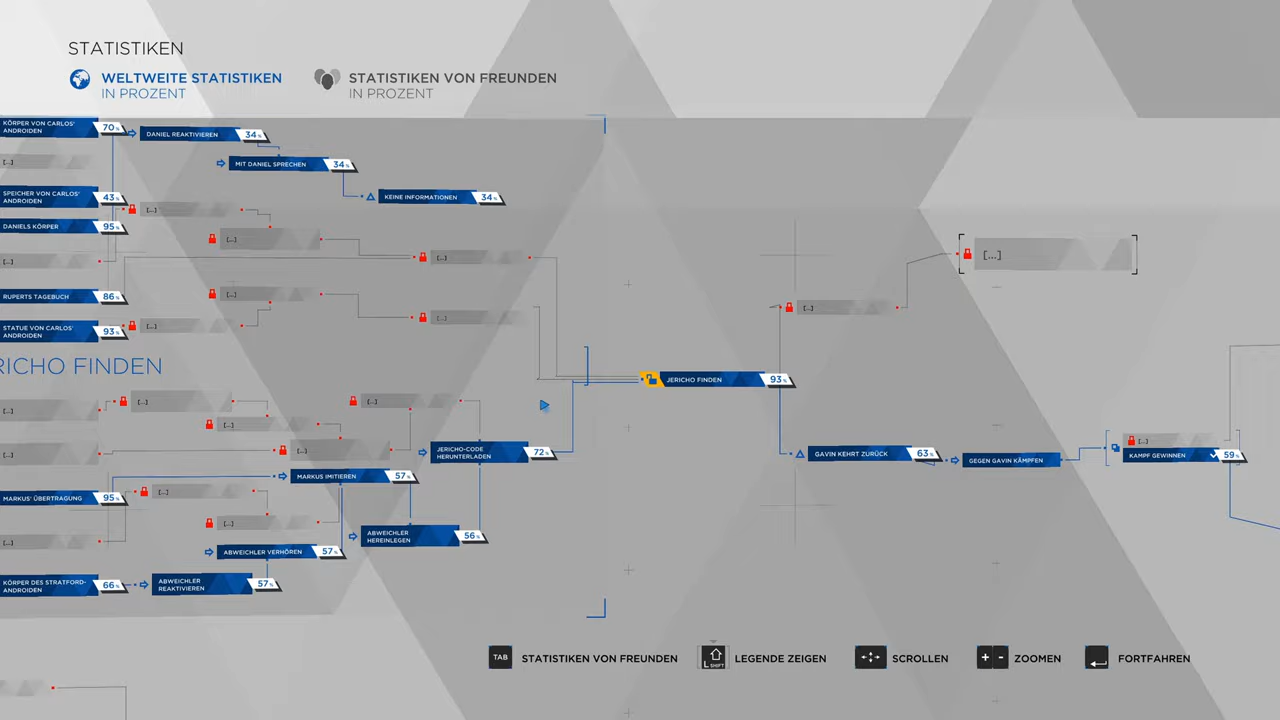 STATISTIKEN
WELTWEITE STATISTIKEN
IN PROZENT
STATISTIKEN VON FREUNDEN
IN PROZENT
KÖRPER VON CARLOS'
ANDROIDEN
70%
DANIEL REAKTIVIEREN
34%
[...]
MIT DANIEL SPRECHEN
34%
SPEICHER VON CARLOS'
ANDROIDEN
43%
KEINE INFORMATIONEN
34%
[...]
DANIELS KÖRPER
95%
[...]
[...]
[...]
[...]
RUPERTS TAGEBUCH
86%
[...]
[...]
[...]
STATUE VON CARLOS'
ANDROIDEN
93%
[...]
RICHO FINDEN
JERICHO FINDEN
93%
[...]
[...]
[...]
[...]
[...]
[...]
JERICHO-CODE
HERUNTERLADEN
72%
GAVIN KEHRT ZURÜCK
63%
GEGEN GAVIN KÄMPFEN
[...]
KAMPF GEWINNEN
59%
MARKUS IMITIEREN
57%
MARKUS' ÜBERTRAGUNG
95%
[...]
[...]
[...]
ABWEICHLER
HEREINLEGEN
56%
ABWEICHLER VERHÖREN
57%
KÖRPER DES STRATFORD-
ANDROIDEN
66%
ABWEICHLER
REAKTIVIEREN
57%
TAB
STATISTIKEN VON FREUNDEN
L SHIFT
LEGENDE ZEIGEN
SCROLLEN
+ -
ZOOMEN
FORTFAHREN